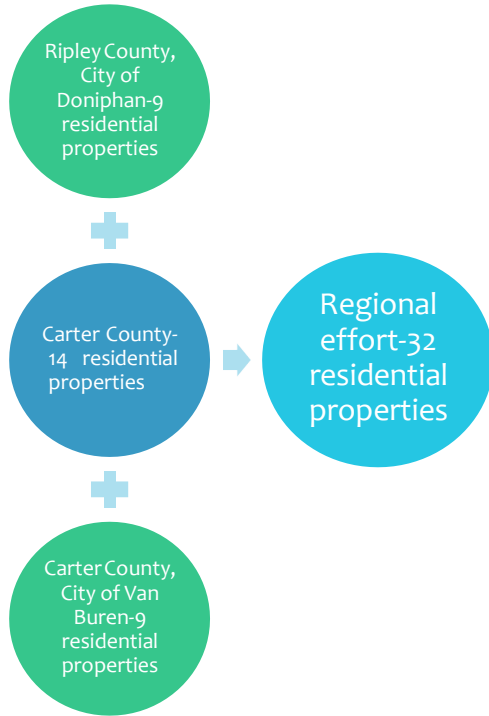 Ripley County,
City of
Doniphan-9
residential
properties
Carter County-
14 residential
properties
Regional
effort-32
residential
properties
Carter County,
City of Van
Buren-9
residential
properties